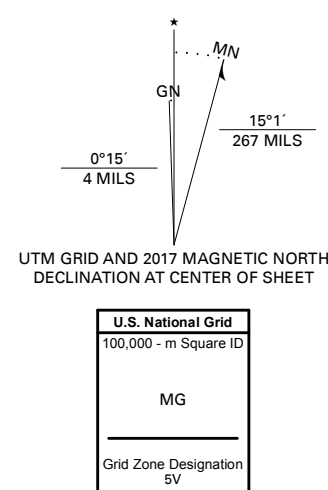 ★
MN
GN
15°1´
267 MILS
0°15´
4 MILS
UTM GRID AND 2017 MAGNETIC NORTH
DECLINATION AT CENTER OF SHEET
U.S. National Grid
100,000 - m Square ID
MG
Grid Zone Designation
5V